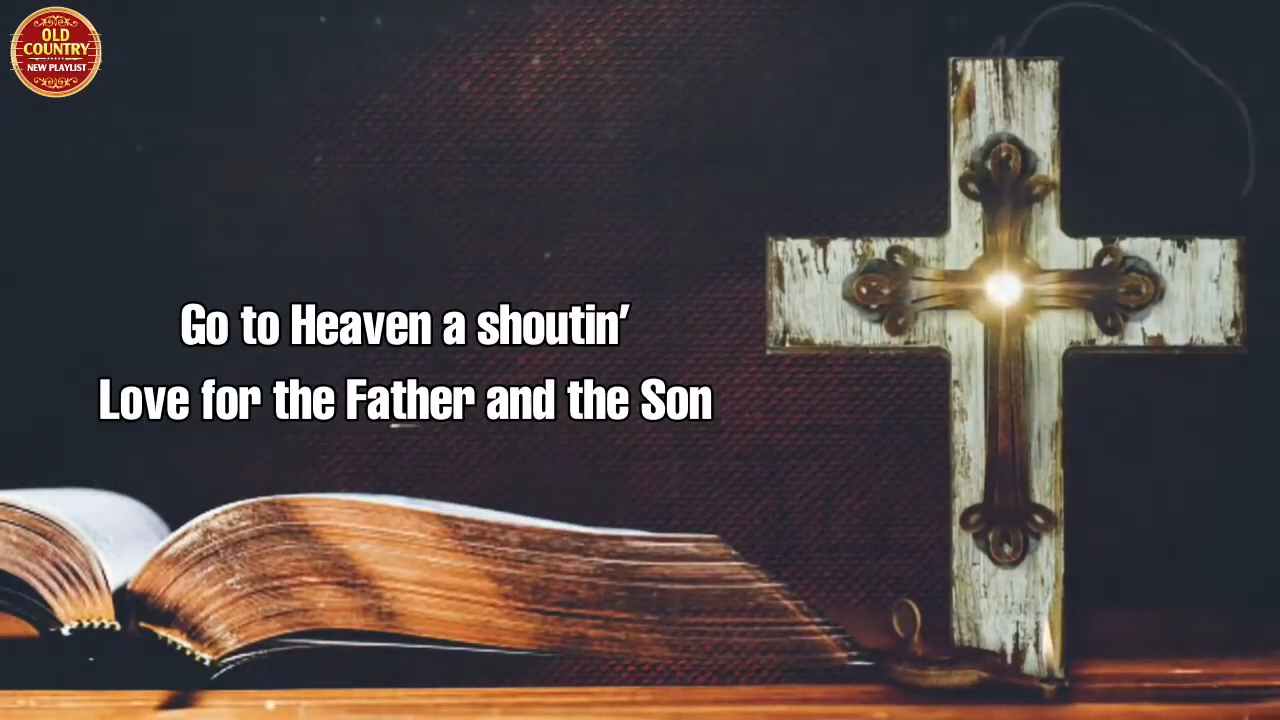 OLD
COUNTRY
NEW PLAYLIST
Go to Heaven a shoutin’
Love for the Father and the Son